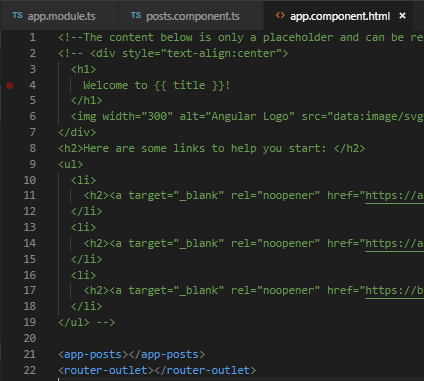 TS app.module.ts TS posts.component.ts <> app.component.html ×
1 <!--The content below is only a placeholder and can be re
2 <!-- <div style="text-align:center">
3 <h1>
4 Welcome to {{ title }}!
5 </h1>
6 <img width="300" alt="Angular Logo" src="data:image/svg
7 </div>
8 <h2>Here are some links to help you start: </h2>
9 <ul>
10 <li>
11 <h2><a target="_blank" rel="noopener" href="https://a
12 </li>
13 <li>
14 <h2><a target="_blank" rel="noopener" href="https://a
15 </li>
16 <li>
17 <h2><a target="_blank" rel="noopener" href="https://b
18 </li>
19 </ul> -->
20
21 <app-posts></app-posts>
22 <router-outlet></router-outlet>